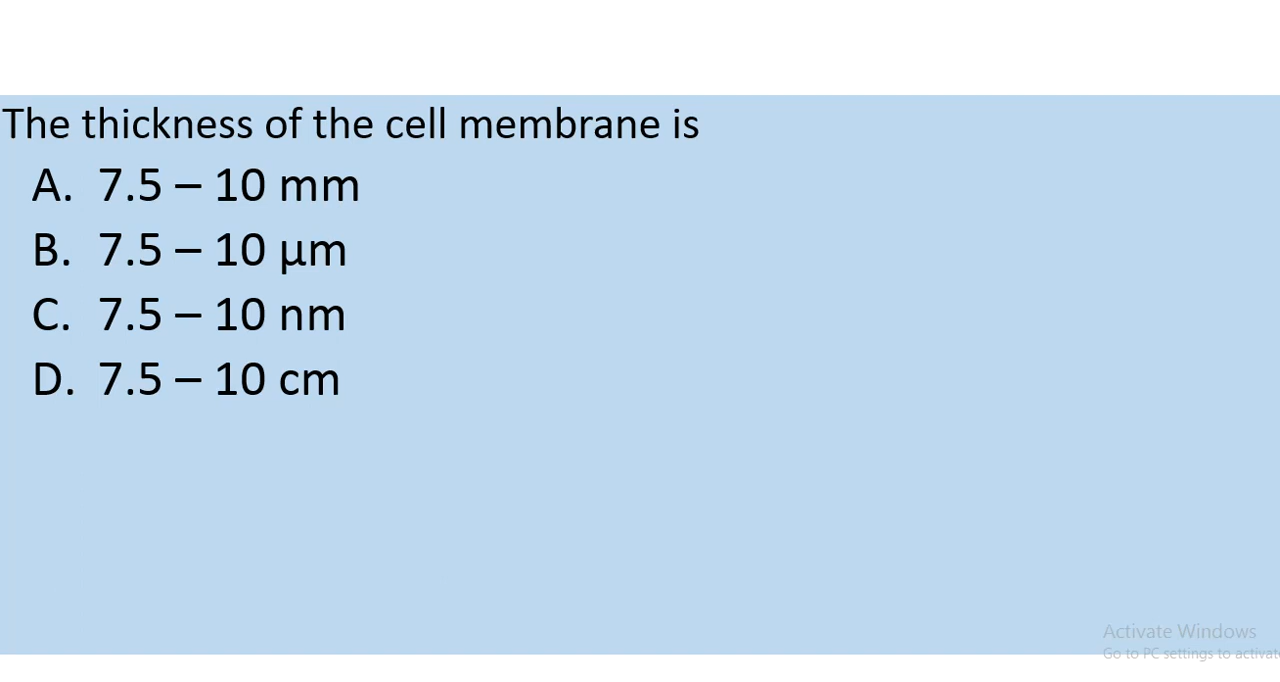 The thickness of the cell membrane is
A. 7.5 – 10 mm
B. 7.5 – 10 µm
C. 7.5 – 10 nm
D. 7.5 – 10 cm
Activate Windows
Go to PC settings to activate